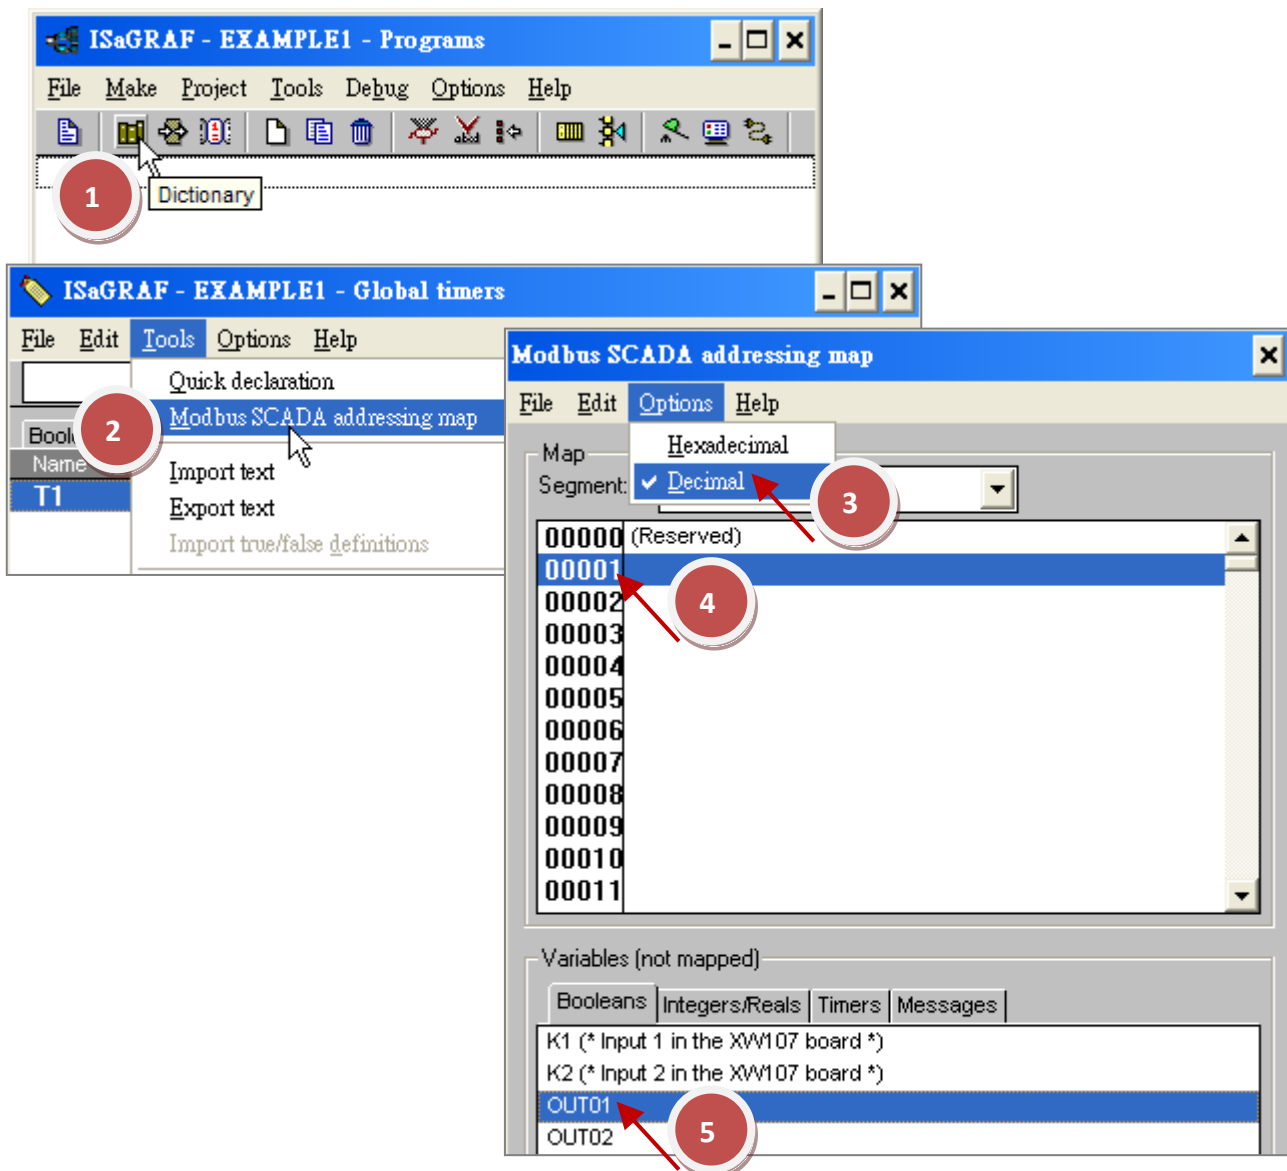 ISaGRAF - EXAMPLE1 - Programs
File Make Project Tools Debug Options Help
1
Dictionary
ISaGRAF - EXAMPLE1 - Global timers
File Edit Tools Options Help
Quick declaration
2
Modbus SCADA addressing map
Bool
Name
Import text
T1
Export text
Import true/false definitions
Modbus SCADA addressing map
File Edit Options Help
Hexadecimal
Map
Segment:
Decimal
3
00000 (Reserved)
00001
00002
4
00003
00004
00005
00006
00007
00008
00009
00010
00011
Variables (not mapped)
Booleans Integers/Reals Timers Messages
K1 (* Input 1 in the XW107 board *)
K2 (* Input 2 in the XW107 board *)
OUT01
OUT02
5